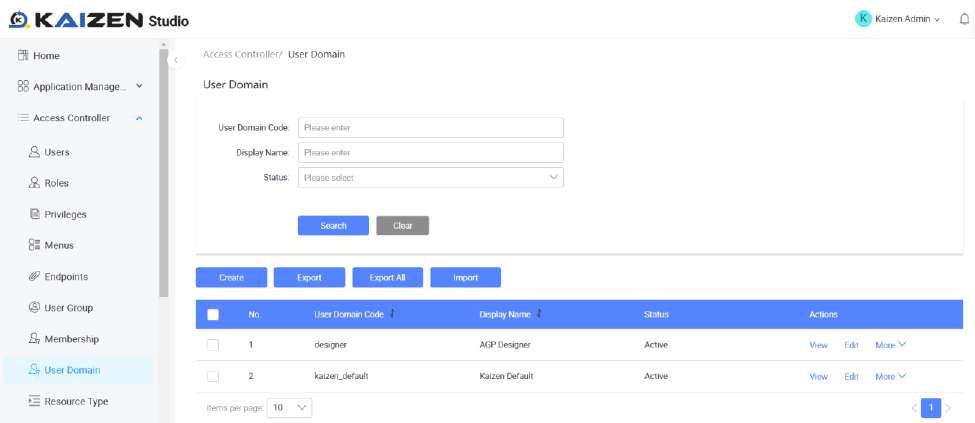 KAIZEN Studio
K Kaizen Admin
Home
Application Manage...
Access Controller
Users
Roles
Privileges
Menus
Endpoints
User Group
Membership
User Domain
Resource Type
Access Controller/ User Domain
User Domain
User Domain Code: Please enter
Display Name: Please enter
Status: Please select
Search Clear
Create Export Export All Import
No. User Domain Code Display Name Status Actions
1 designer AGP Designer Active View Edit More
2 kaizen_default Kaizen Default Active View Edit More
Items per page: 10
1